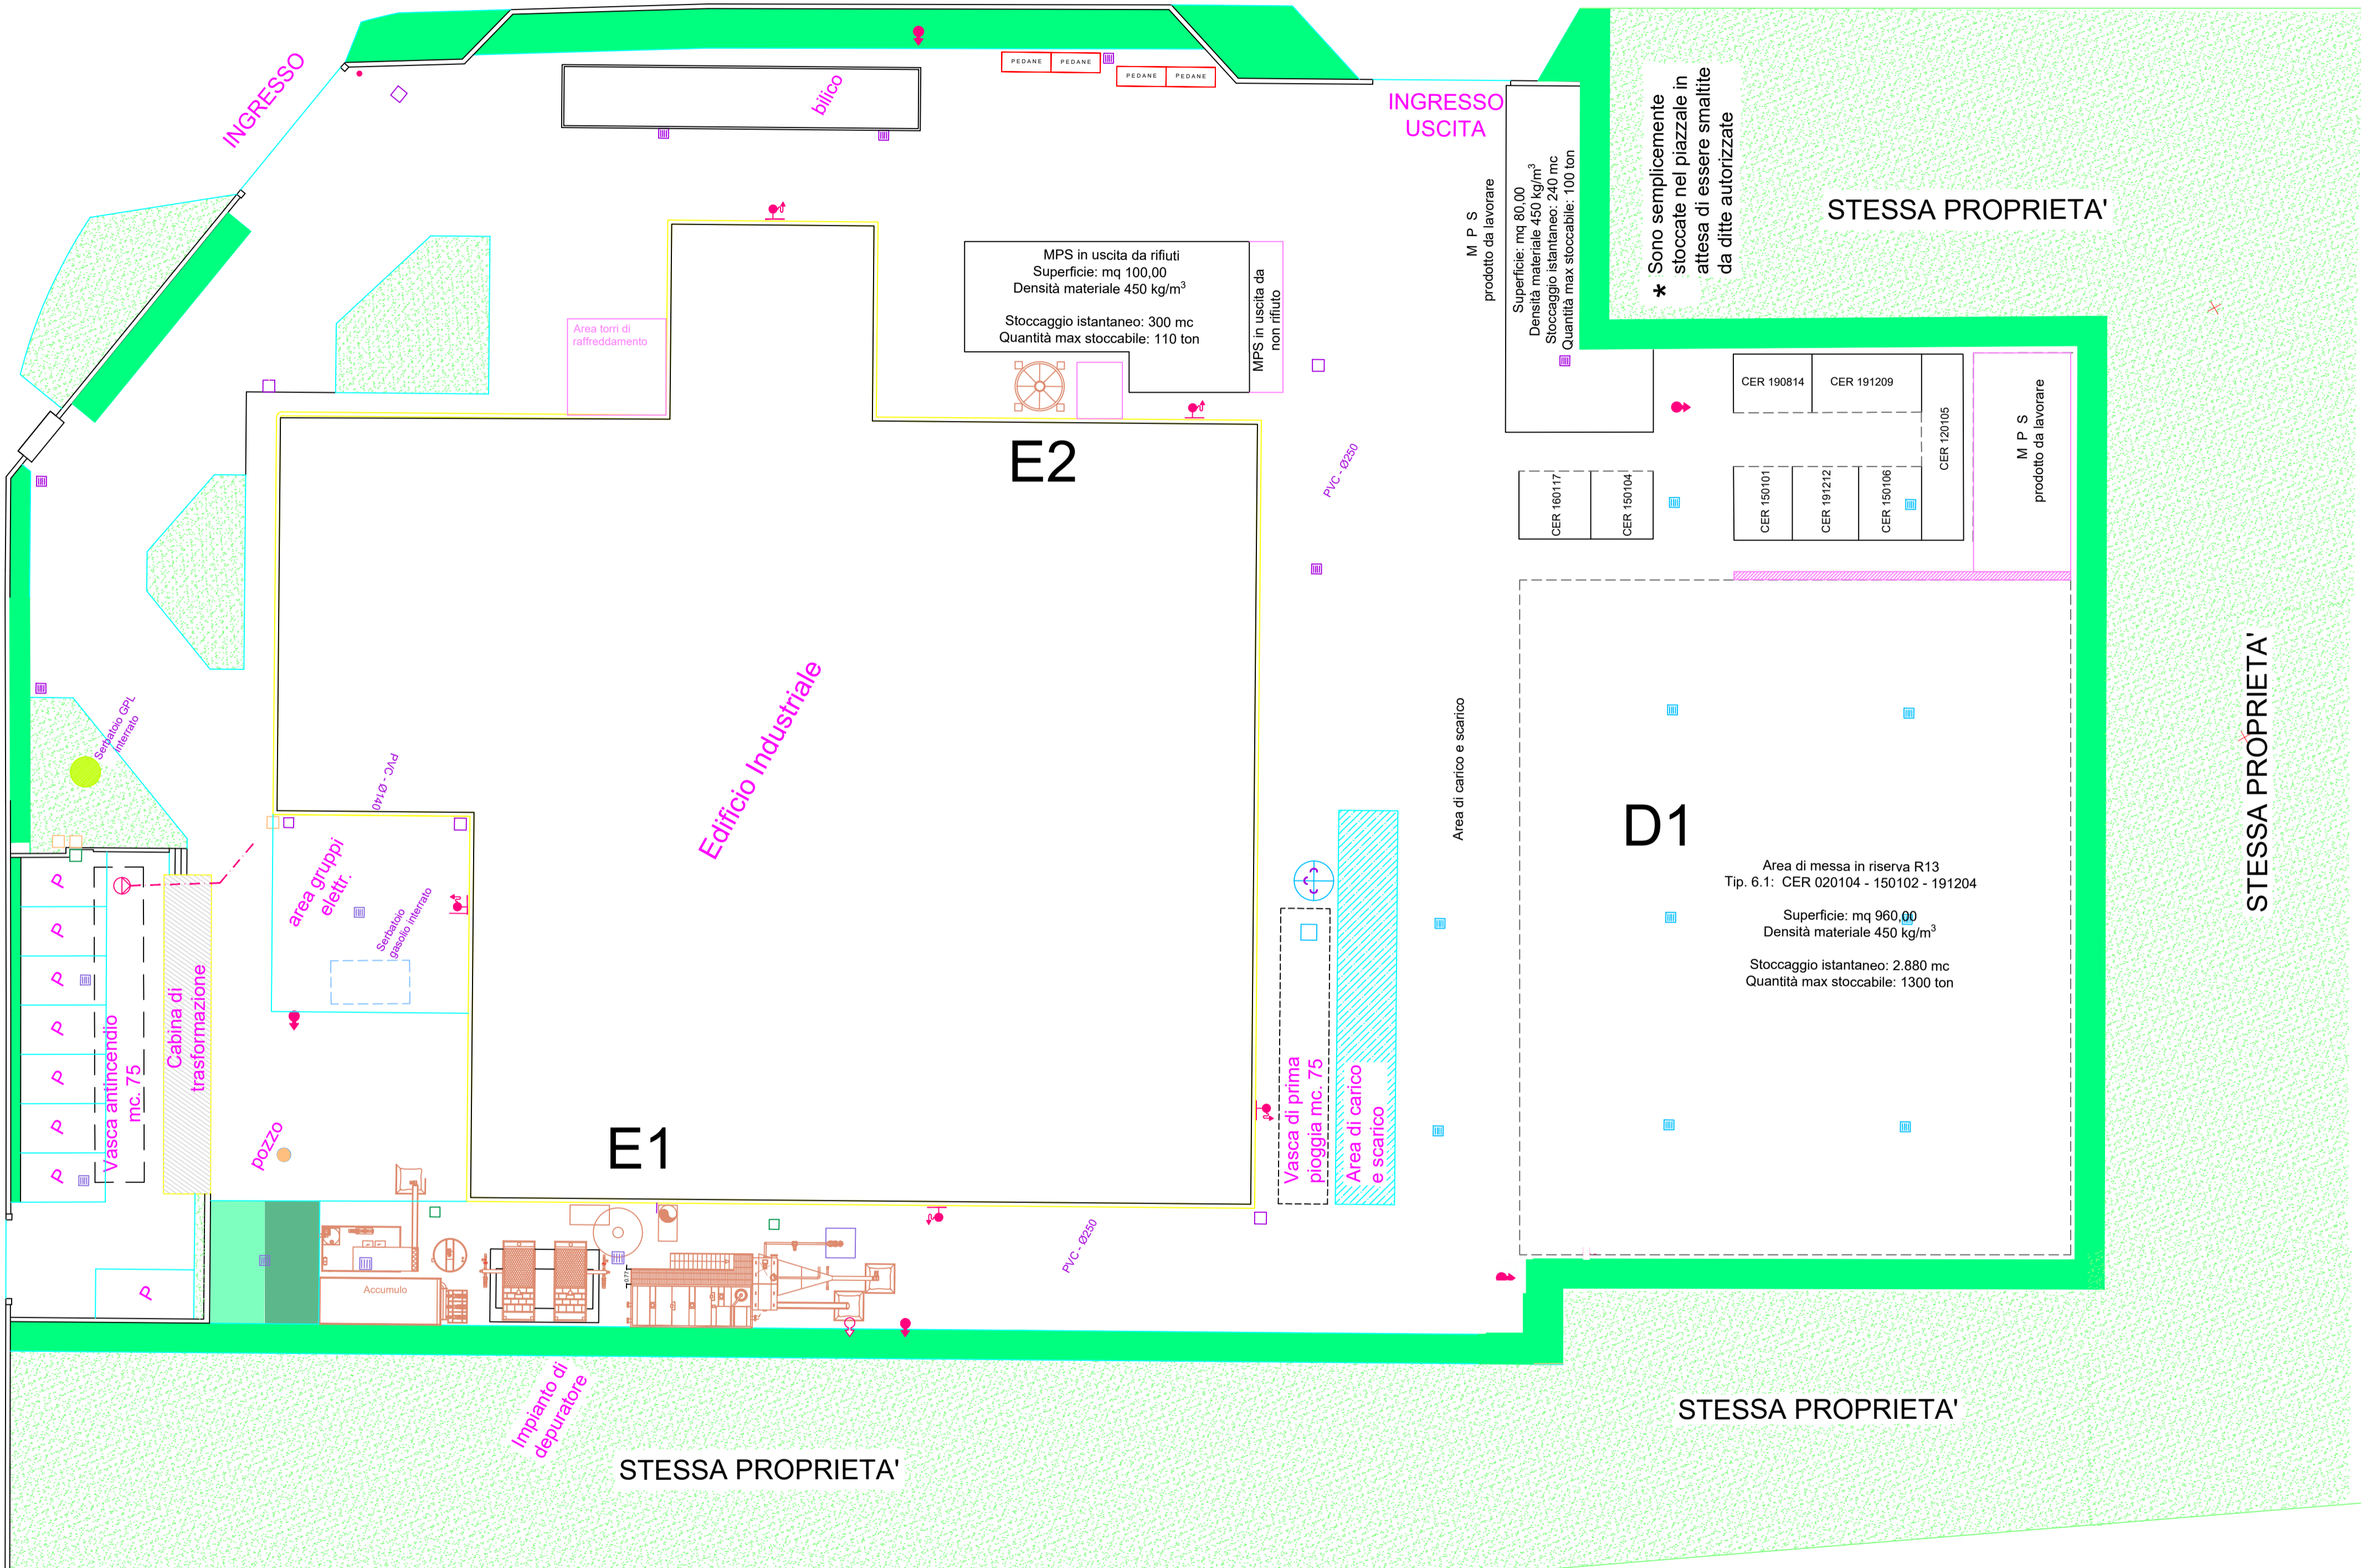 INGRESSO
bilico
PEDANE
PEDANE
PEDANE
PEDANE
INGRESSO
USCITA
M P S
prodotto da lavorare
Superficie: mq 80,00
Densità materiale 450 kg/m³
Stoccaggio istantaneo: 240 mc
Quantità max stoccabile: 100 ton
* Sono semplicemente
stoccate nel piazzale in
attesa di essere smaltite
da ditte autorizzate
STESSA PROPRIETA'
MPS in uscita da rifiuti
Superficie: mq 100,00
Densità materiale 450 kg/m³
Stoccaggio istantaneo: 300 mc
Quantità max stoccabile: 110 ton
MPS in uscita da
non rifiuto
Area torri di
raffreddamento
E2
PVC - Ø250
CER 190814
CER 191209
CER 120105
M P S
prodotto da lavorare
CER 160117
CER 150104
CER 150101
CER 191212
CER 150106
Edificio Industriale
Serbatoio GPL
Interrato
PVC - Ø140
area gruppi
elettr.
Serbatoio
gasolio interrato
Area di carico e scarico
D1
Area di messa in riserva R13
Tip. 6.1: CER 020104 - 150102 - 191204
Superficie: mq 960,00
Densità materiale 450 kg/m³
Stoccaggio istantaneo: 2.880 mc
Quantità max stoccabile: 1300 ton
STESSA PROPRIETA'
P
P
P
P
P
P
P
P
Vasca antincendio
mc. 75
Cabina di
trasformazione
pozzo
E1
Vasca di prima
pioggia mc. 75
Area di carico
e scarico
PVC - Ø250
Accumulo
0.77
Impianto di
depuratore
STESSA PROPRIETA'
STESSA PROPRIETA'